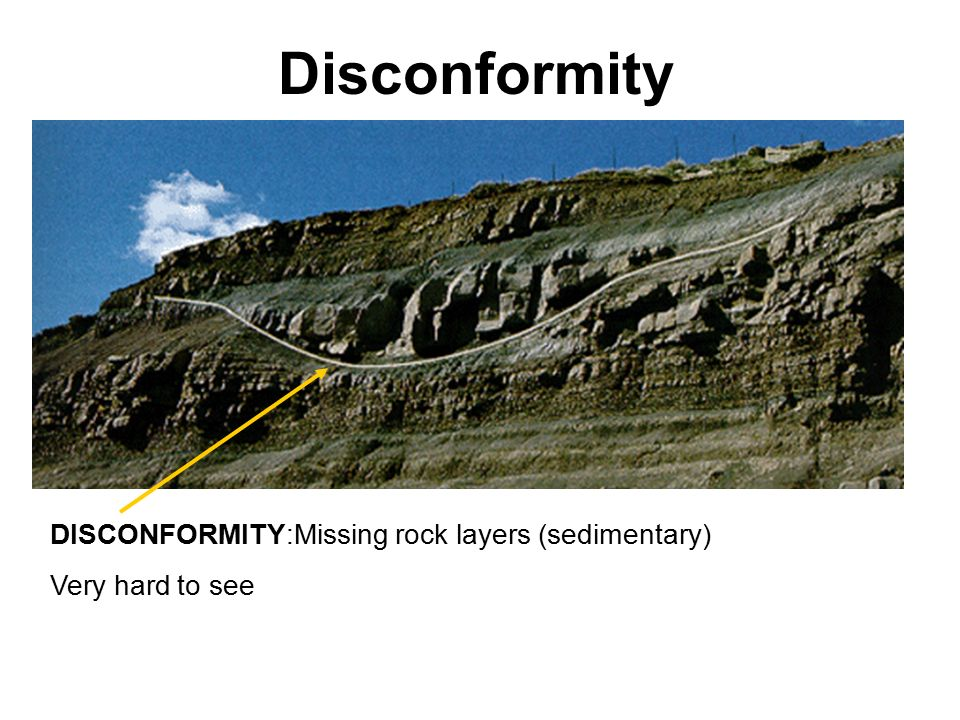 Disconformity
DISCONFORMITY:Missing rock layers (sedimentary)
Very hard to see